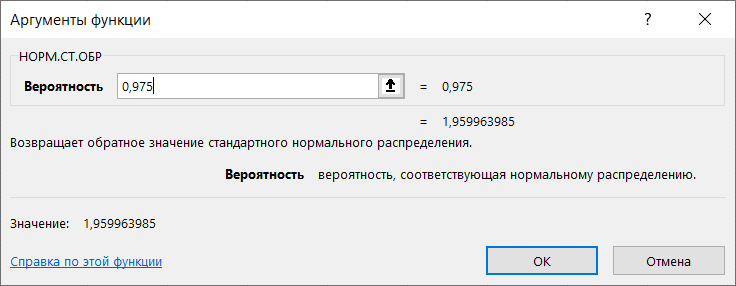 Аргументы функции
НОРМ.СТ.ОБР
Вероятность 0,975 = 0,975
= 1,959963985
Возвращает обратное значение стандартного нормального распределения.
Вероятность вероятность, соответствующая нормальному распределению.
Значение: 1,959963985
Справка по этой функции
ОК
Отмена